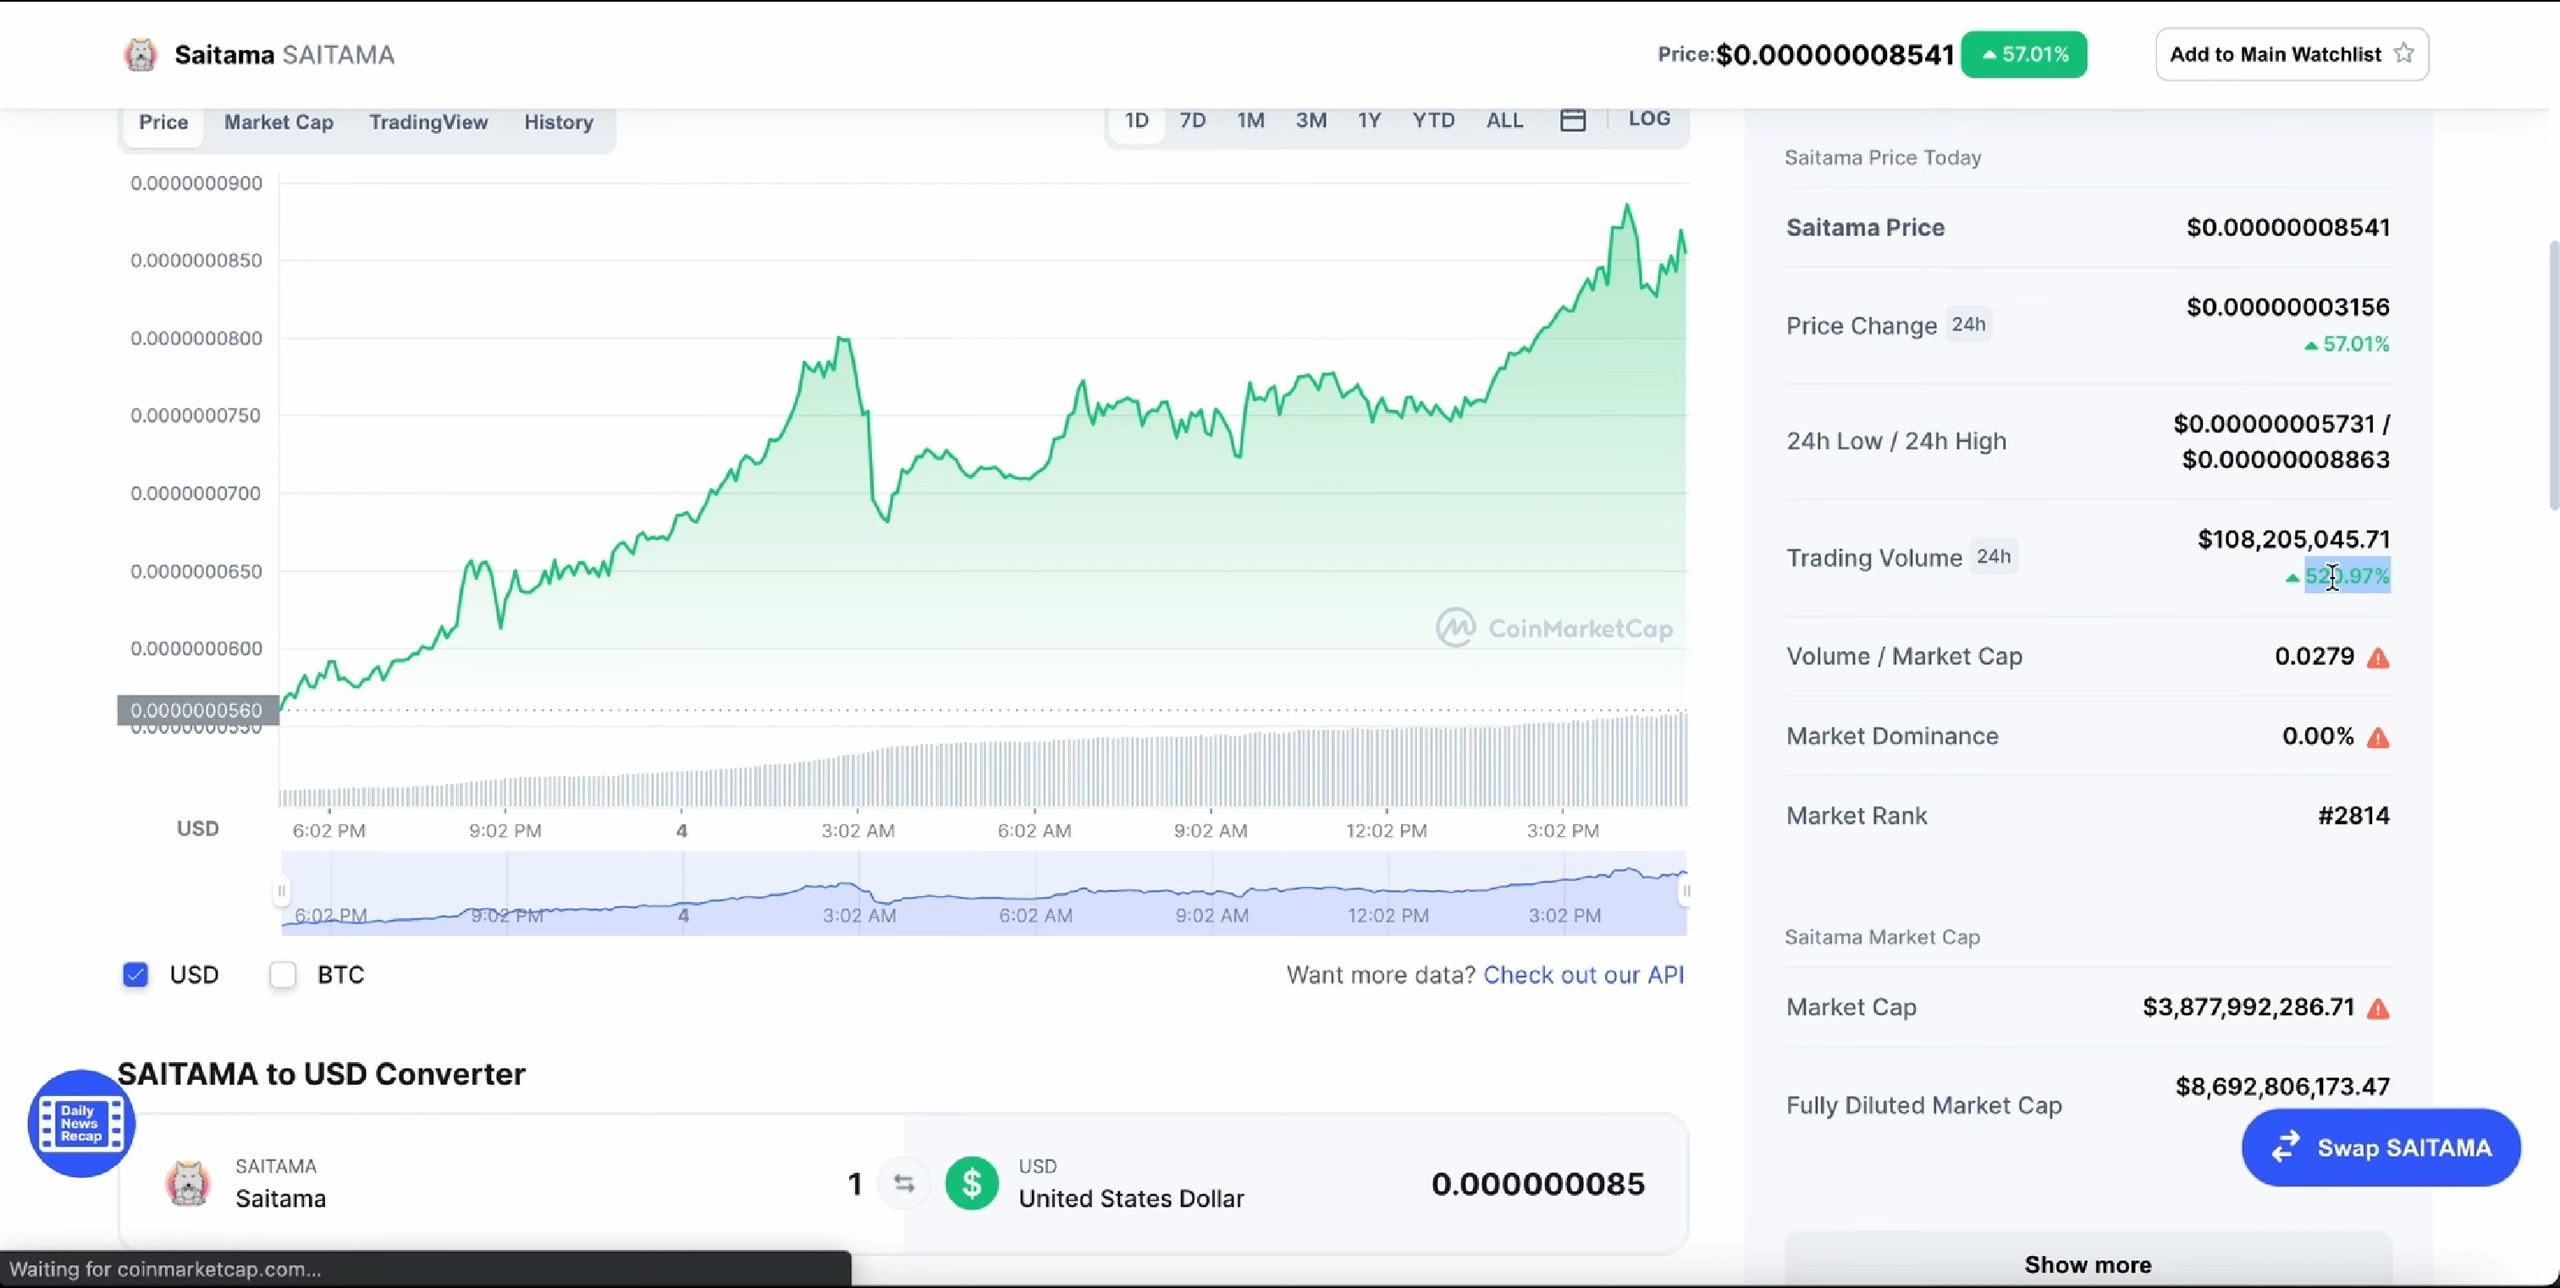 Saitama SAITAMA
Price:$0.00000008541 57.01%
Add to Main Watchlist
Price Market Cap TradingView History
1D 7D 1M 3M 1Y YTD ALL LOG
0.0000000900
0.0000000850
0.0000000800
0.0000000750
0.0000000700
0.0000000650
0.0000000600
0.0000000560
0.0000000550
CoinMarketCap
USD
6:02 PM 9:02 PM 4 3:02 AM 6:02 AM 9:02 AM 12:02 PM 3:02 PM
6:02 PM 9:02 PM 4 3:02 AM 6:02 AM 9:02 AM 12:02 PM 3:02 PM
USD BTC
Want more data? Check out our API
SAITAMA to USD Converter
Daily
News
Recap
SAITAMA
Saitama
1
USD
United States Dollar
0.000000085
Saitama Price Today
Saitama Price $0.00000008541
Price Change 24h $0.00000003156
57.01%
24h Low / 24h High $0.00000005731 /
$0.00000008863
Trading Volume 24h $108,205,045.71
520.97%
Volume / Market Cap 0.0279
Market Dominance 0.00%
Market Rank #2814
Saitama Market Cap
Market Cap $3,877,992,286.71
Fully Diluted Market Cap $8,692,806,173.47
Swap SAITAMA
Show more
Waiting for coinmarketcap.com...